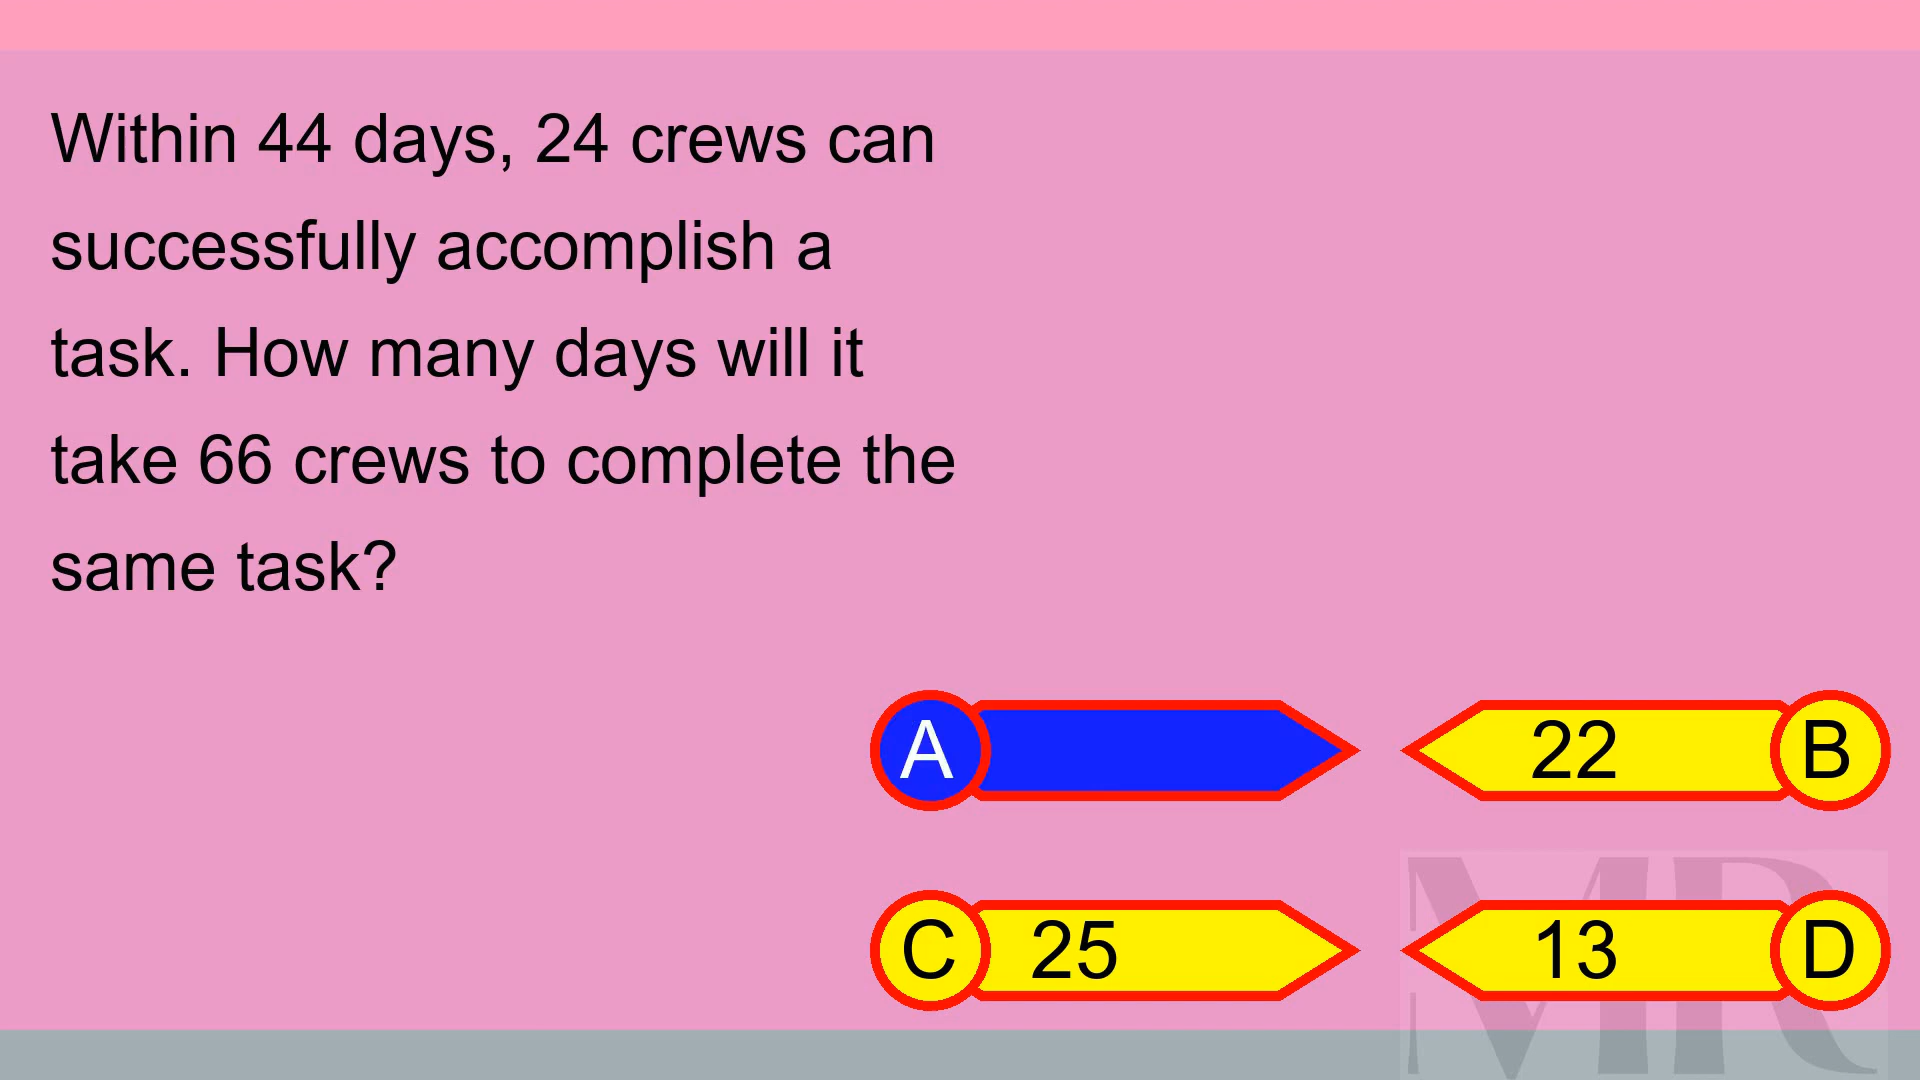 Within 44 days, 24 crews can
successfully accomplish a
task. How many days will it
take 66 crews to complete the
same task?
A
22 B
C 25
13 D
MR